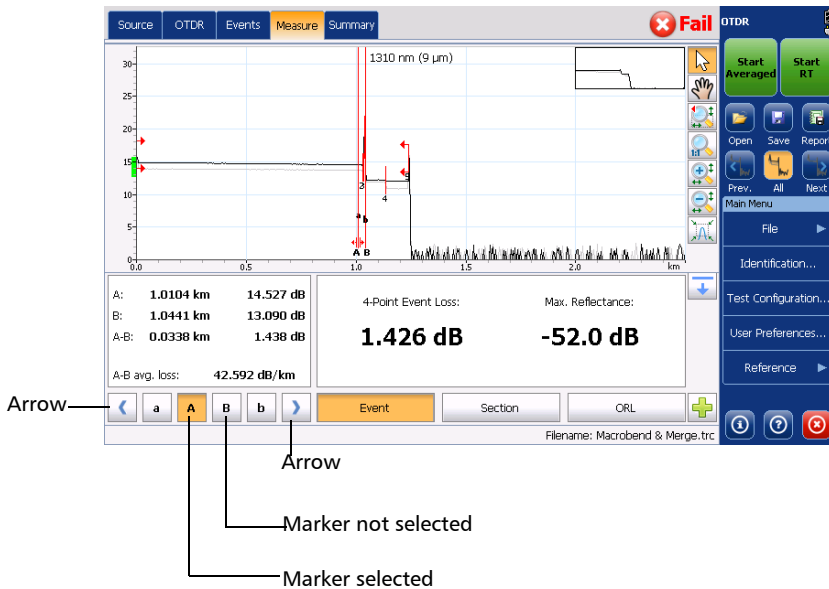 Source OTDR Events Measure Summary Fail OTDR
1310 nm (9 µm)
30
25
20
15
10
5
0
0.0 0.5 1.0 1.5 2.0 km
2
4
5
a
b
A B
Start Averaged
Start RT
Open Save Report
1:1
Prev. All Next
Main Menu
File
Identification...
Test Configuration...
User Preferences...
Reference
A: 1.0104 km 14.527 dB
B: 1.0441 km 13.090 dB
A-B: 0.0338 km 1.438 dB
A-B avg. loss: 42.592 dB/km
4-Point Event Loss: Max. Reflectance:
1.426 dB -52.0 dB
a A B b Event Section ORL
Filename: Macrobend & Merge.trc
Arrow
Arrow
Marker not selected
Marker selected